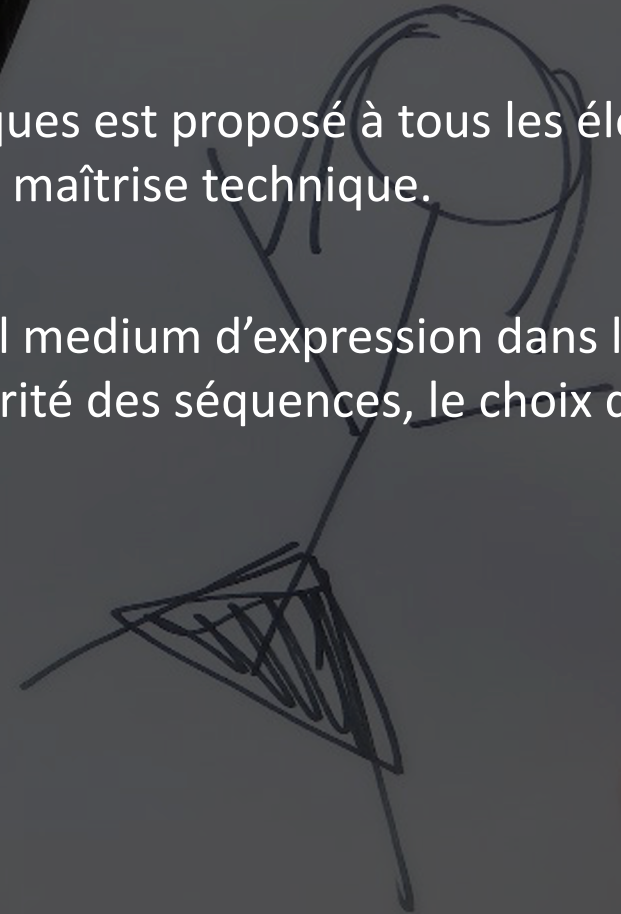 ques est proposé à tous les él
maîtrise technique.
l medium d’expression dans l
rité des séquences, le choix d